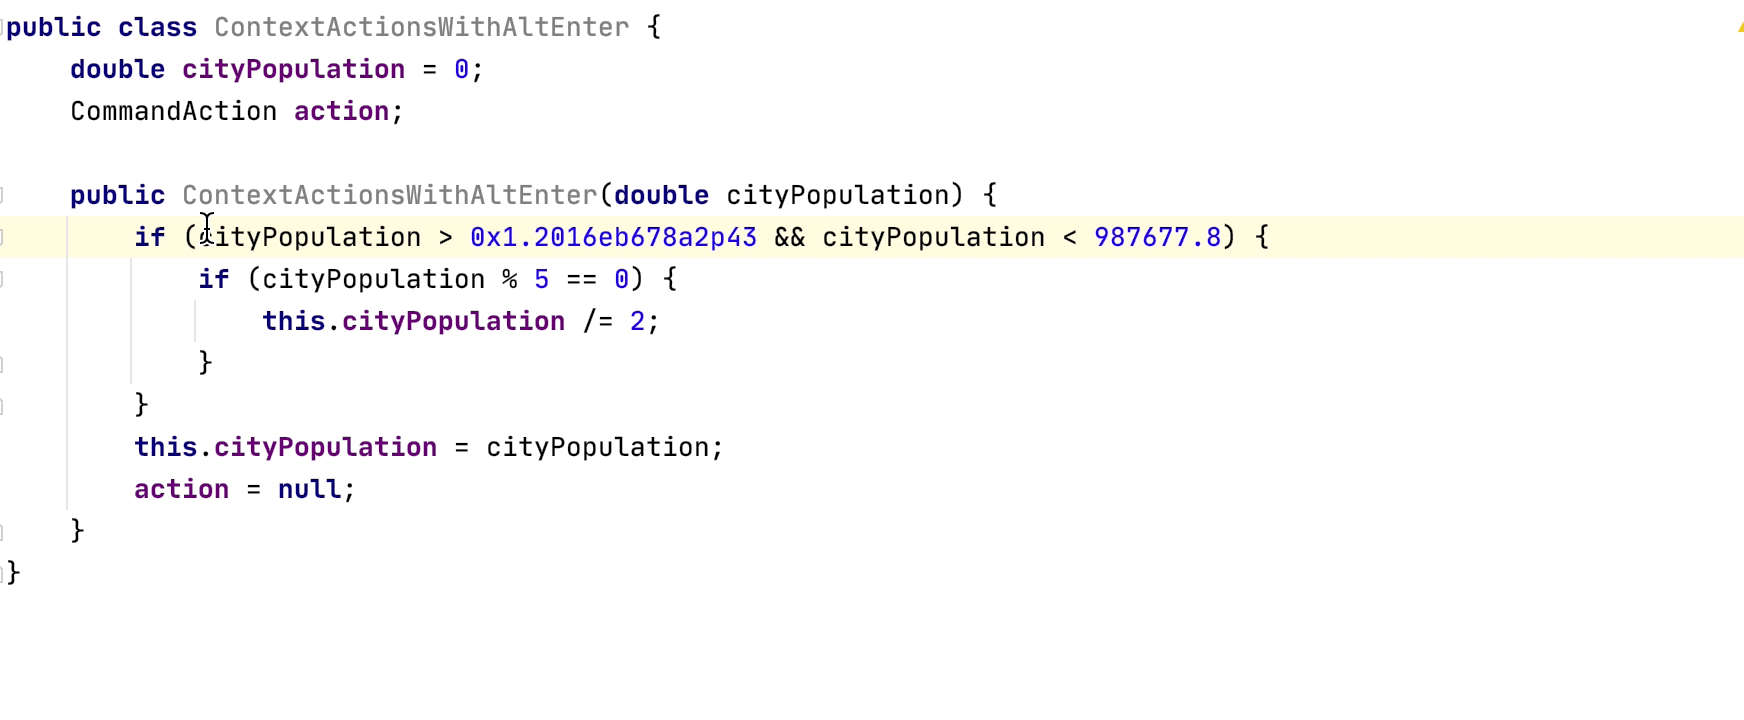 public class ContextActionsWithAltEnter {
    double cityPopulation = 0;
    CommandAction action;

    public ContextActionsWithAltEnter(double cityPopulation) {
        if (cityPopulation > 0x1.2016eb678a2p43 && cityPopulation < 987677.8) {
            if (cityPopulation % 5 == 0) {
                this.cityPopulation /= 2;
            }
        }
        this.cityPopulation = cityPopulation;
        action = null;
    }
}